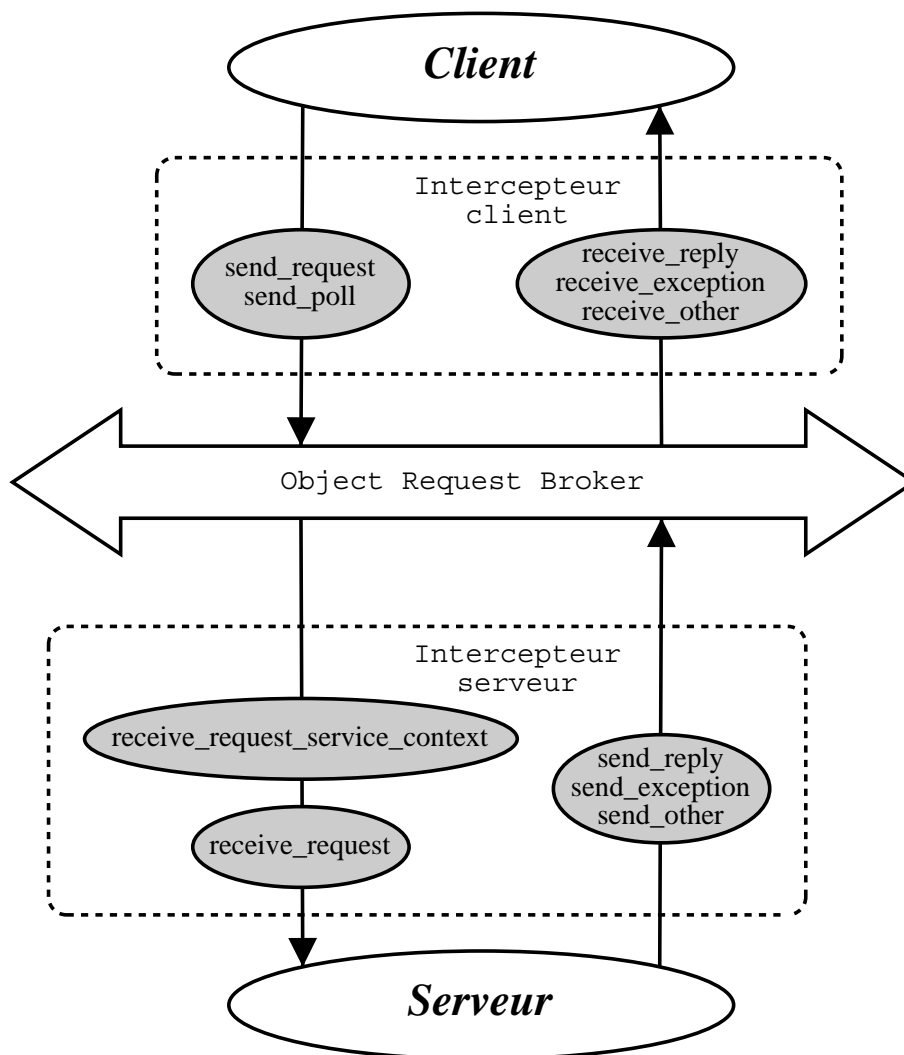 Client
Intercepteur
client
send_request
send_poll
receive_reply
receive_exception
receive_other
Object Request Broker
Intercepteur
serveur
receive_request_service_context
receive_request
send_reply
send_exception
send_other
Serveur